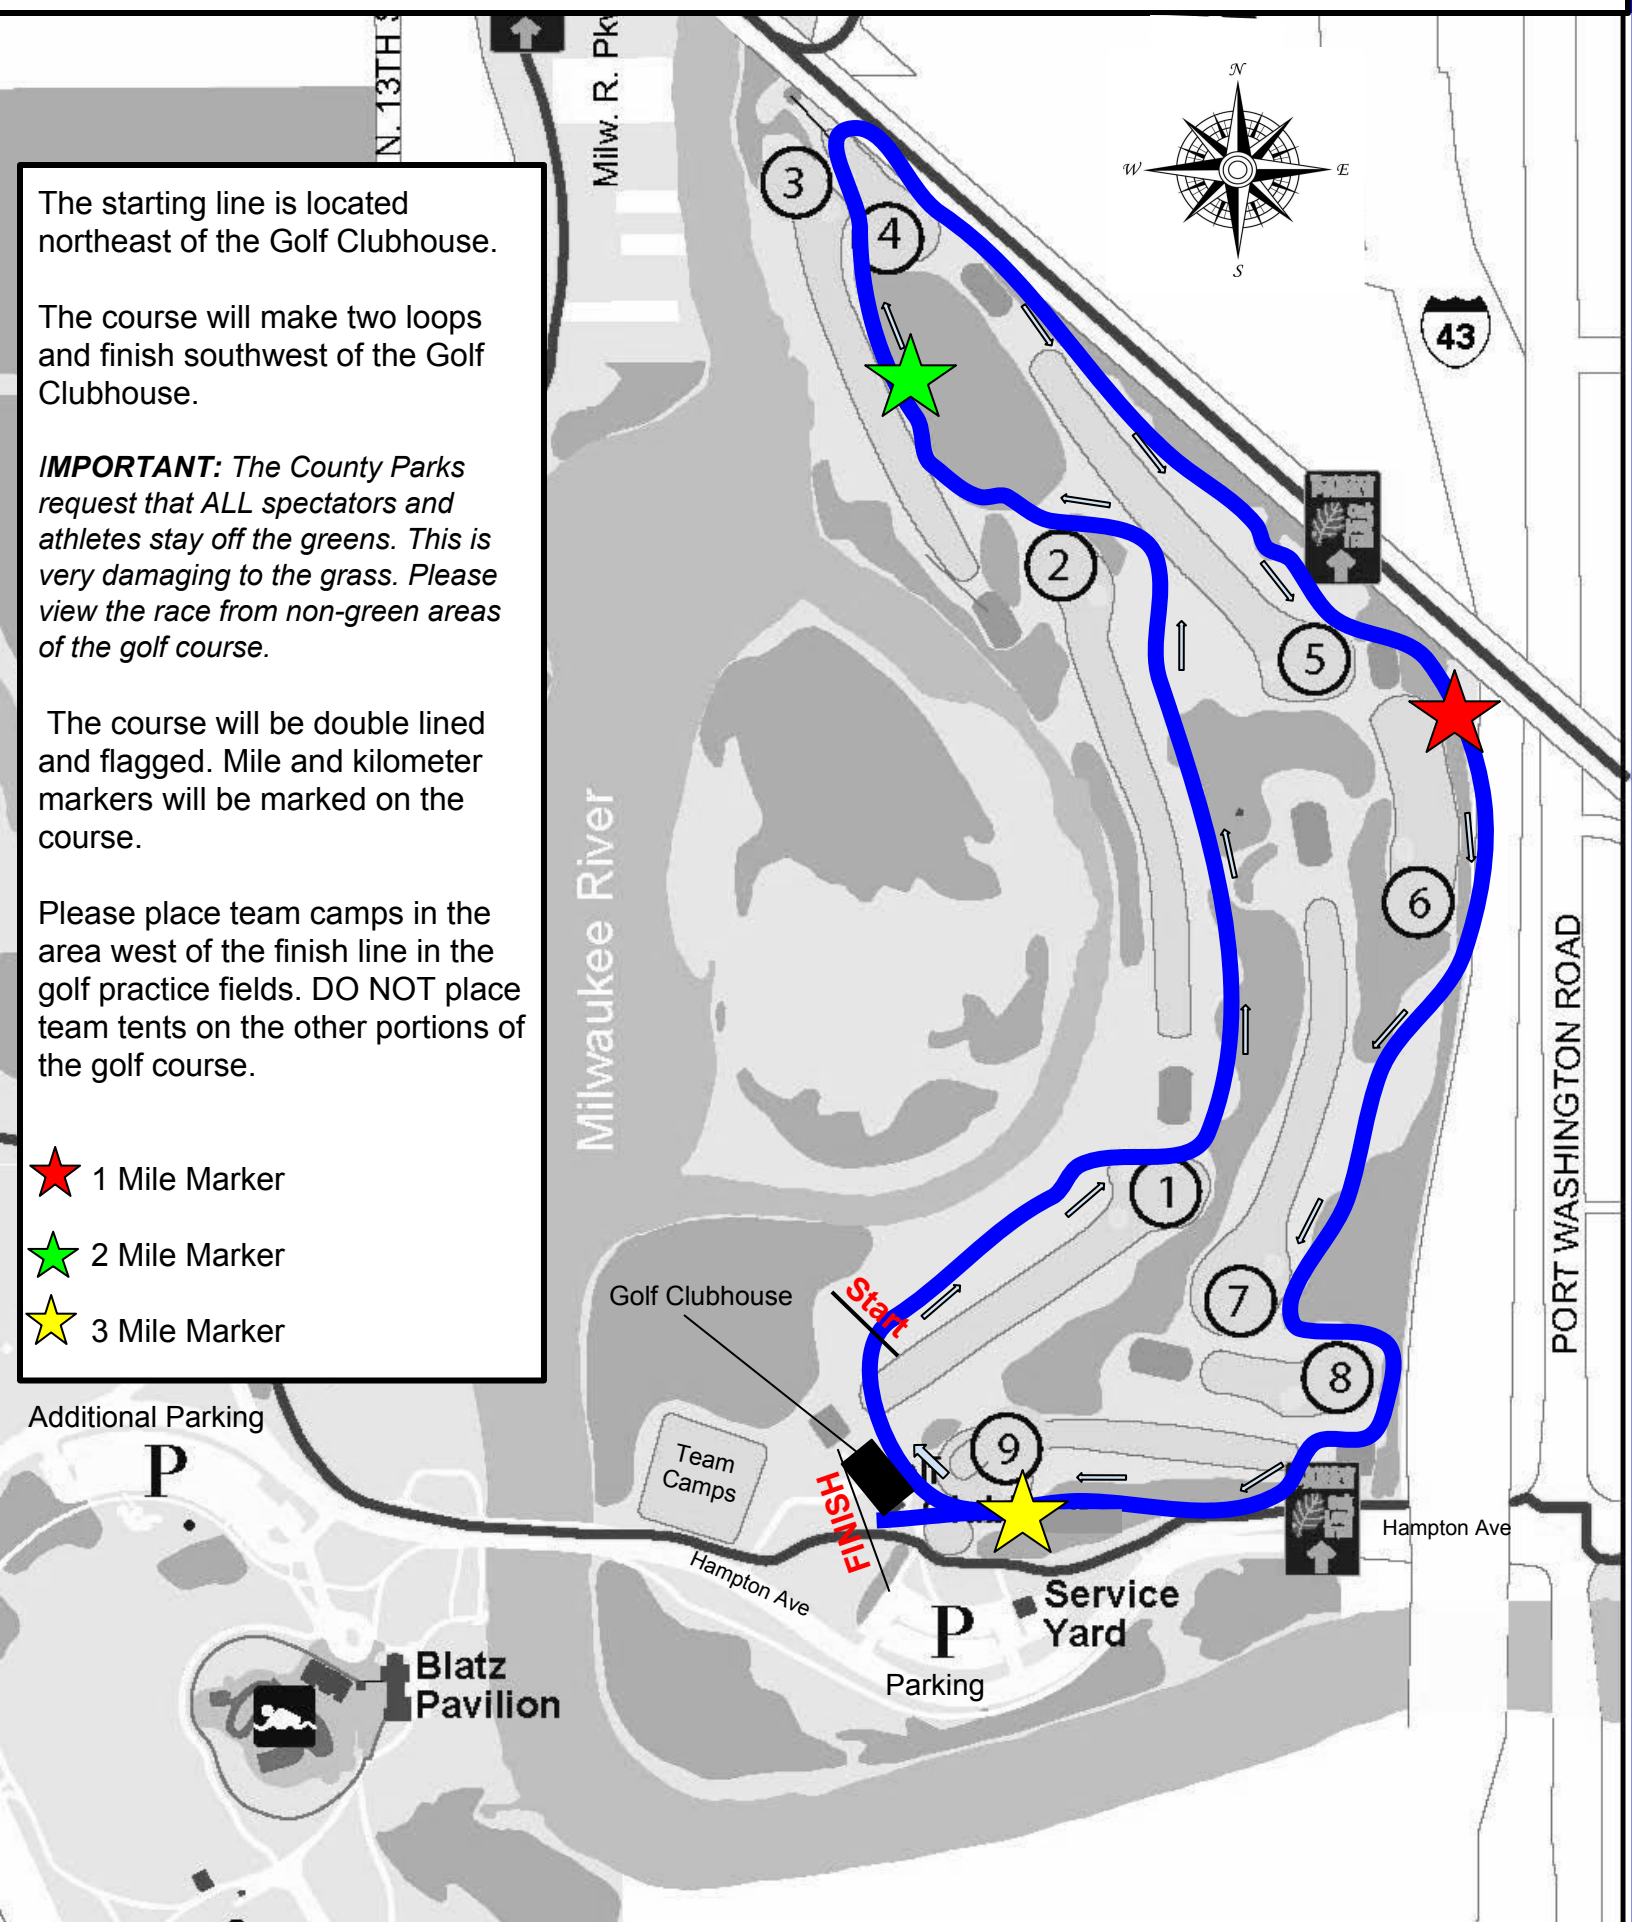 N. 13TH
Milw. R. Pkw
N
W
E
S
43
The starting line is located
northeast of the Golf Clubhouse.
The course will make two loops
and finish southwest of the Golf
Clubhouse.
IMPORTANT: The County Parks
request that ALL spectators and
athletes stay off the greens. This is
very damaging to the grass. Please
view the race from non-green areas
of the golf course.
The course will be double lined
and flagged. Mile and kilometer
markers will be marked on the
course.
Please place team camps in the
area west of the finish line in the
golf practice fields. DO NOT place
team tents on the other portions of
the golf course.
1 Mile Marker
2 Mile Marker
3 Mile Marker
3
4
2
5
6
1
7
8
9
Milwaukee River
PORT WASHINGTON ROAD
Start
Golf Clubhouse
FINISH
Team
Camps
Additional Parking
P
Hampton Ave
Hampton Ave
Service
Yard
P
Parking
Blatz
Pavilion